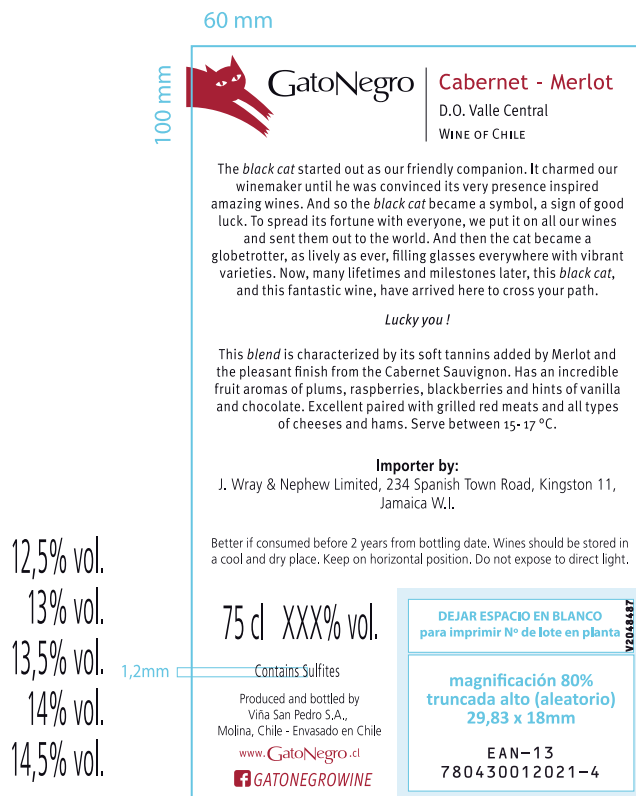 60 mm
100 mm
GatoNegro
Cabernet - Merlot
D.O. Valle Central
WINE OF CHILE
The black cat started out as our friendly companion. It charmed our
winemaker until he was convinced its very presence inspired
amazing wines. And so the black cat became a symbol, a sign of good
luck. To spread its fortune with everyone, we put it on all our wines
and sent them out to the world. And then the cat became a
globetrotter, as lively as ever, filling glasses everywhere with vibrant
varieties. Now, many lifetimes and milestones later, this black cat,
and this fantastic wine, have arrived here to cross your path.
Lucky you !
This blend is characterized by its soft tannins added by Merlot and
the pleasant finish from the Cabernet Sauvignon. Has an incredible
fruit aromas of plums, raspberries, blackberries and hints of vanilla
and chocolate. Excellent paired with grilled red meats and all types
of cheeses and hams. Serve between 15- 17 °C.
Importer by:
J. Wray & Nephew Limited, 234 Spanish Town Road, Kingston 11,
Jamaica W.I.
Better if consumed before 2 years from bottling date. Wines should be stored in
a cool and dry place. Keep on horizontal position. Do not expose to direct light.
12,5% vol.
13% vol.
13,5% vol.
14% vol.
14,5% vol.
75 cl XXX% vol.
1,2mm
Contains Sulfites
Produced and bottled by
Viña San Pedro S.A.,
Molina, Chile - Envasado en Chile
www.GatoNegro.cl
f GATONEGROWINE
DEJAR ESPACIO EN BLANCO
para imprimir Nº de lote en planta
V2048487
magnificación 80%
truncada alto (aleatorio)
29,83 x 18mm
EAN-13
780430012021-4